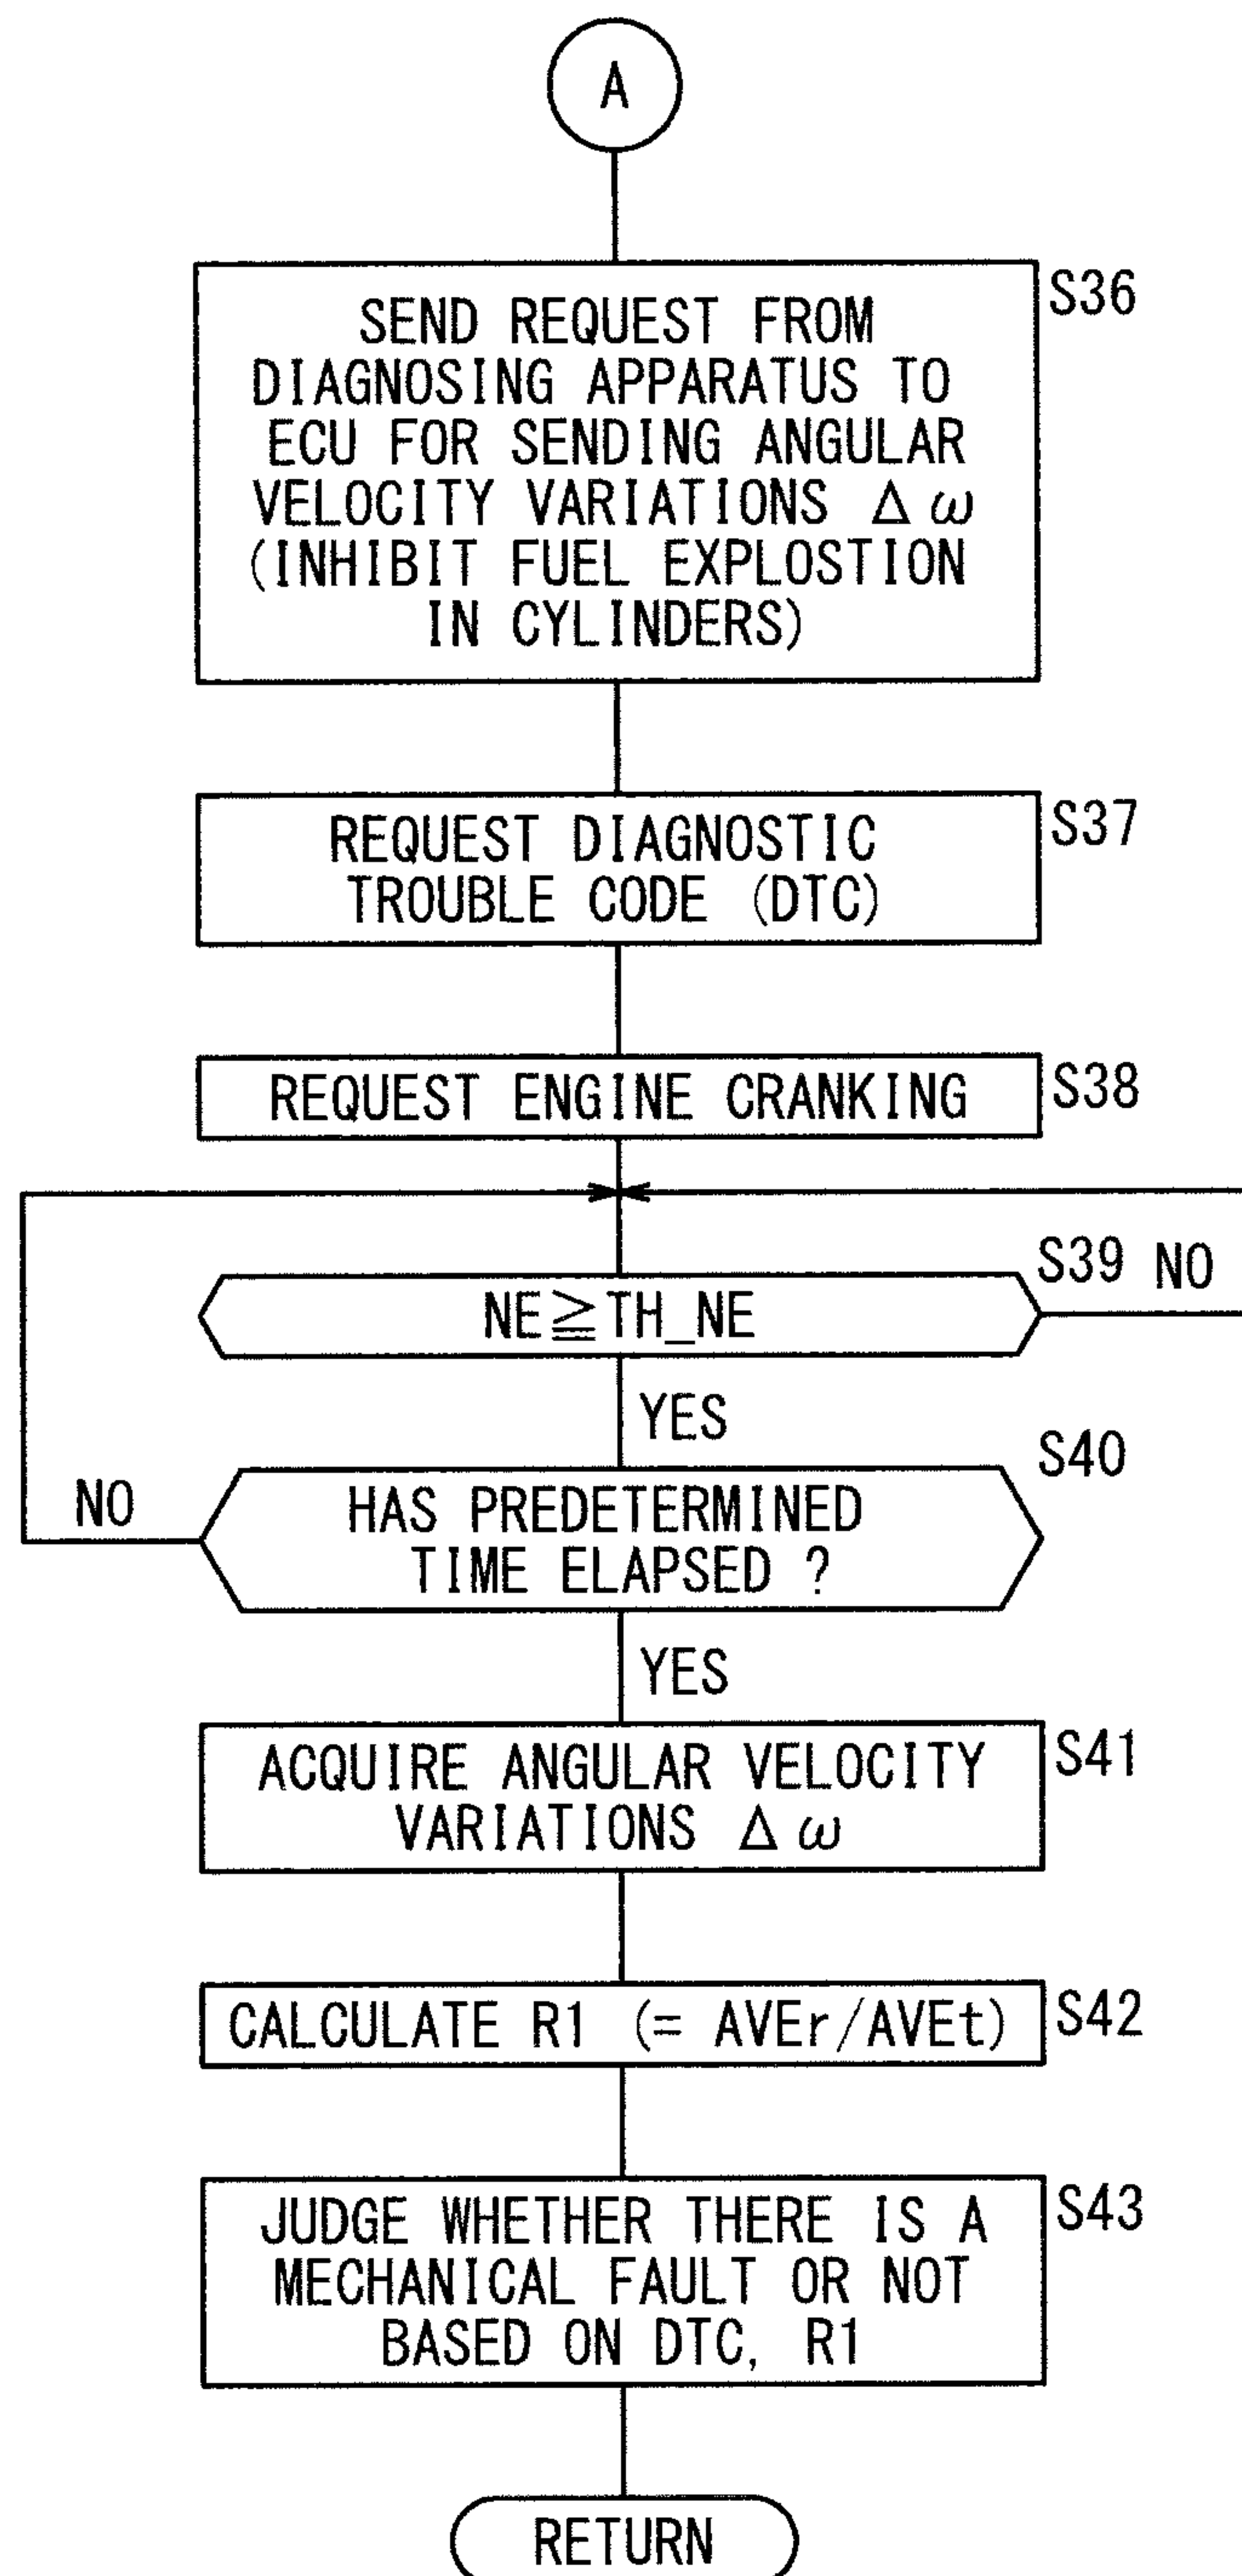 A
S36
SEND REQUEST FROM
DIAGNOSING APPARATUS TO
ECU FOR SENDING ANGULAR
VELOCITY VARIATIONS Δω
(INHIBIT FUEL EXPLOSTION
IN CYLINDERS)
S37
REQUEST DIAGNOSTIC
TROUBLE CODE (DTC)
S38
REQUEST ENGINE CRANKING
S39
NO
NE≧TH_NE
YES
S40
NO
HAS PREDETERMINED
TIME ELAPSED ?
YES
S41
ACQUIRE ANGULAR VELOCITY
VARIATIONS Δω
S42
CALCULATE R1 (= AVEr/AVEt)
S43
JUDGE WHETHER THERE IS A
MECHANICAL FAULT OR NOT
BASED ON DTC, R1
RETURN